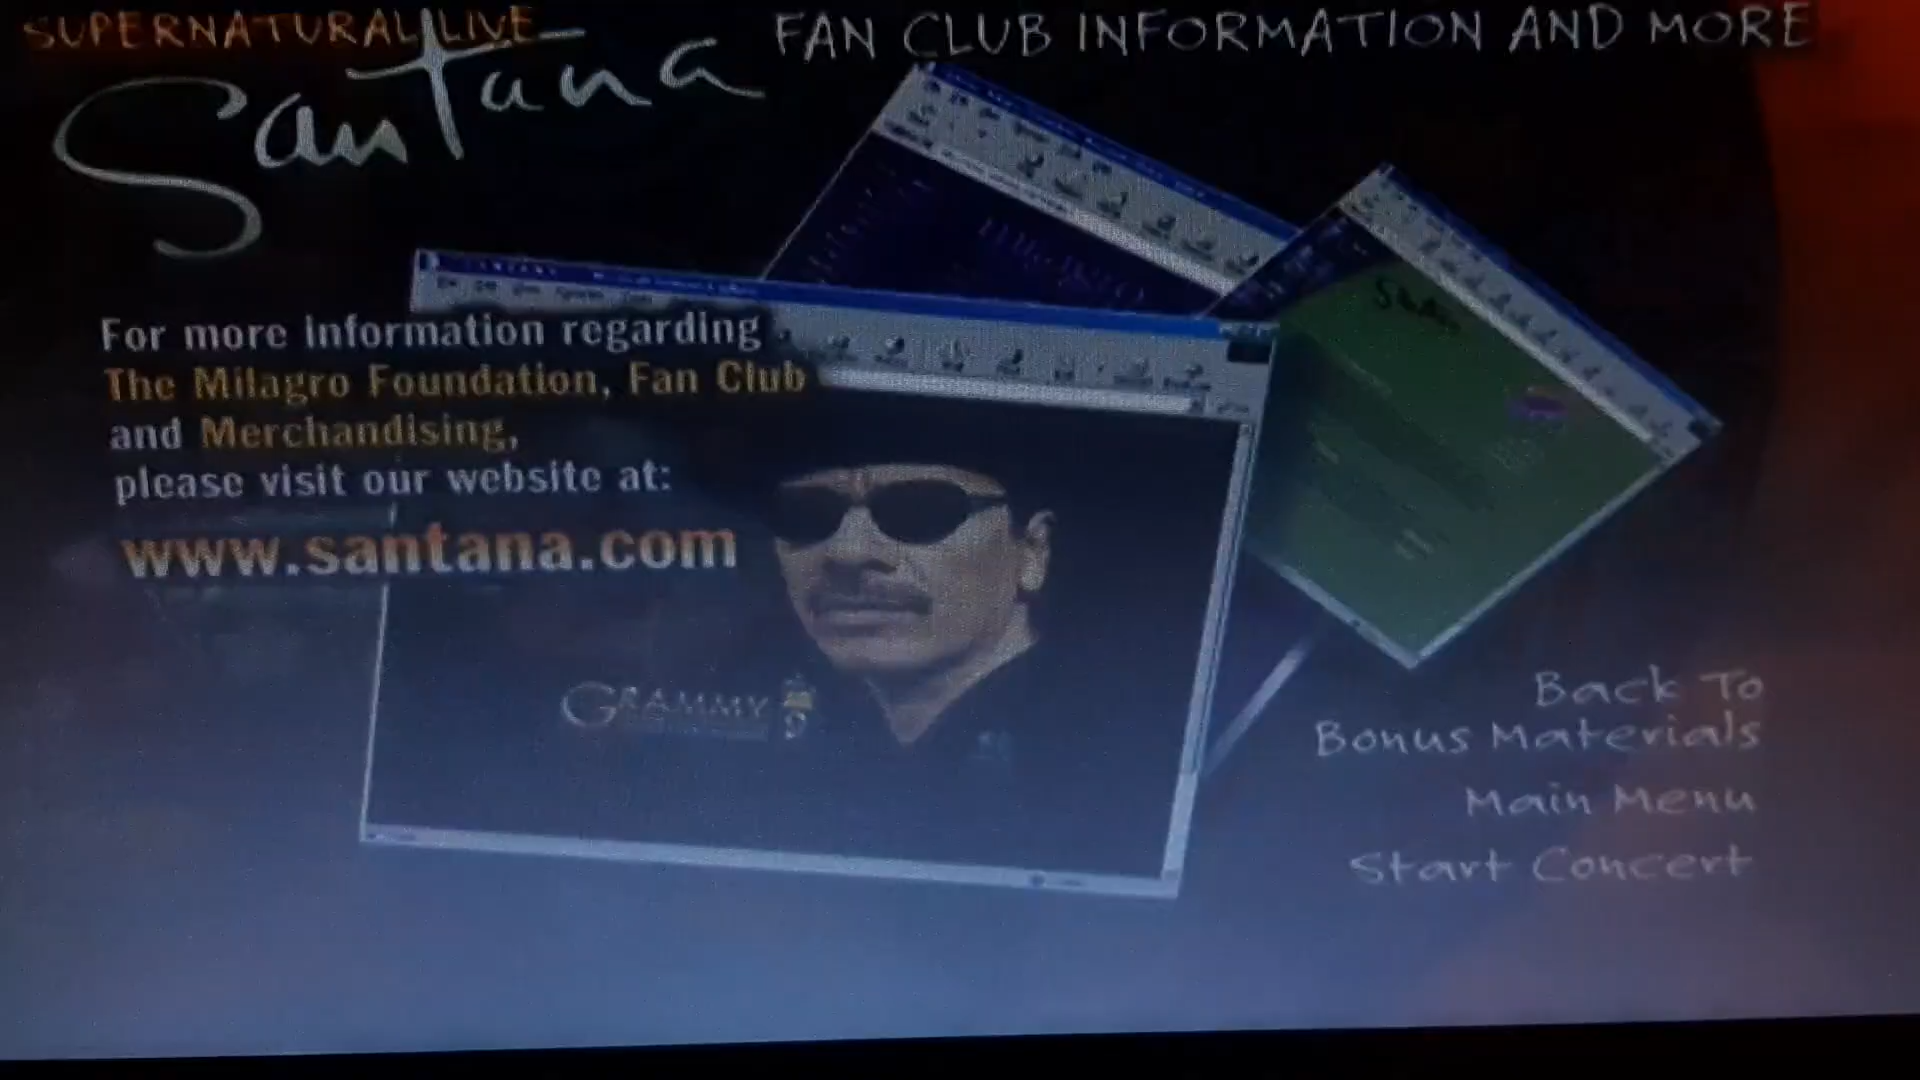 SUPERNATURAL LIVE
Santana
FAN CLUB INFORMATION AND MORE
For more information regarding
The Milagro Foundation, Fan Club
and Merchandising,
please visit our website at:
www.santana.com
GRAMMY
Back To
Bonus Materials
Main Menu
Start Concert